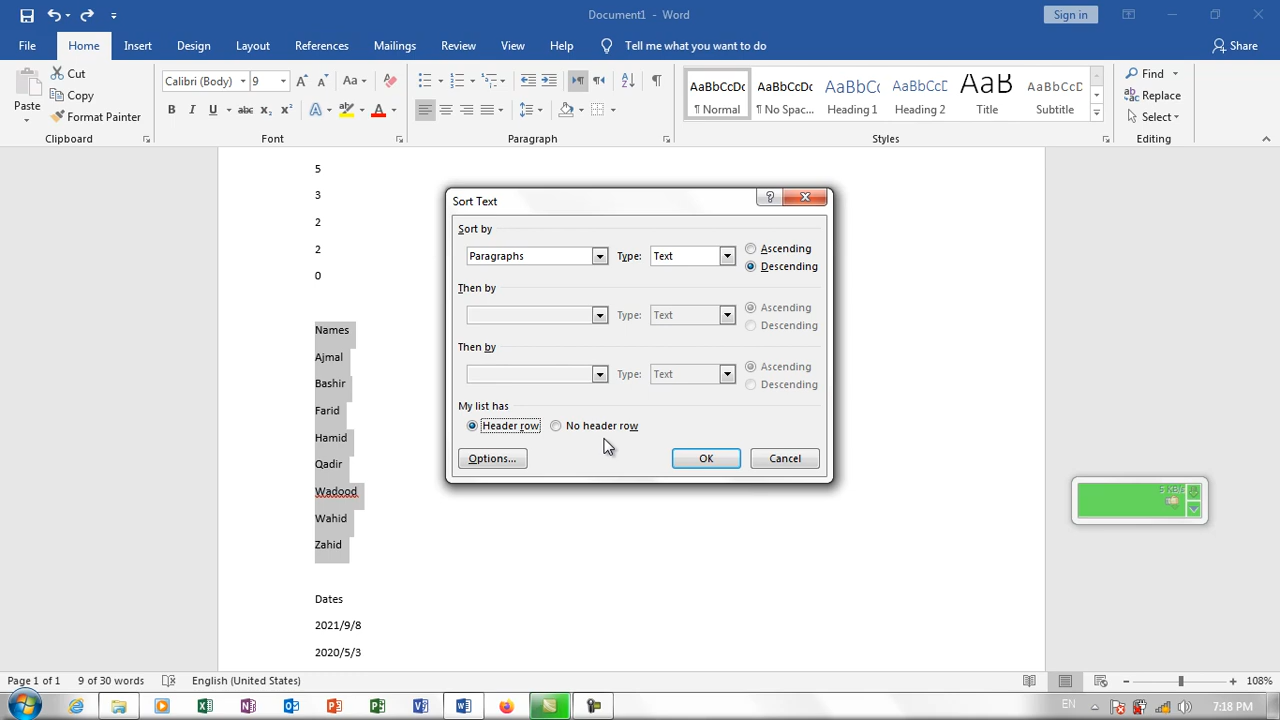 Document1 - Word
Sign in
File Home Insert Design Layout References Mailings Review View Help Tell me what you want to do Share
Paste
Cut
Copy
Format Painter
Clipboard
Calibri (Body) 9
Aa
B I U abc X₂ X²
A A
Font
Paragraph
AaBbCcDc AaBbCcDc AaBbCc AaBbCcD AaB AaBbCcD
¶ Normal ¶ No Spac... Heading 1 Heading 2 Title Subtitle
Styles
Find
Replace
Select
Editing
5
3
2
2
0
Names
Ajmal
Bashir
Farid
Hamid
Qadir
Wadood
Wahid
Zahid
Dates
2021/9/8
2020/5/3
Sort Text
Sort by
Paragraphs Type: Text Ascending
Descending
Then by
Type: Text Ascending
Descending
Then by
Type: Text Ascending
Descending
My list has
Header row No header row
Options... OK Cancel
Page 1 of 1 9 of 30 words English (United States) 108%
EN 7:18 PM